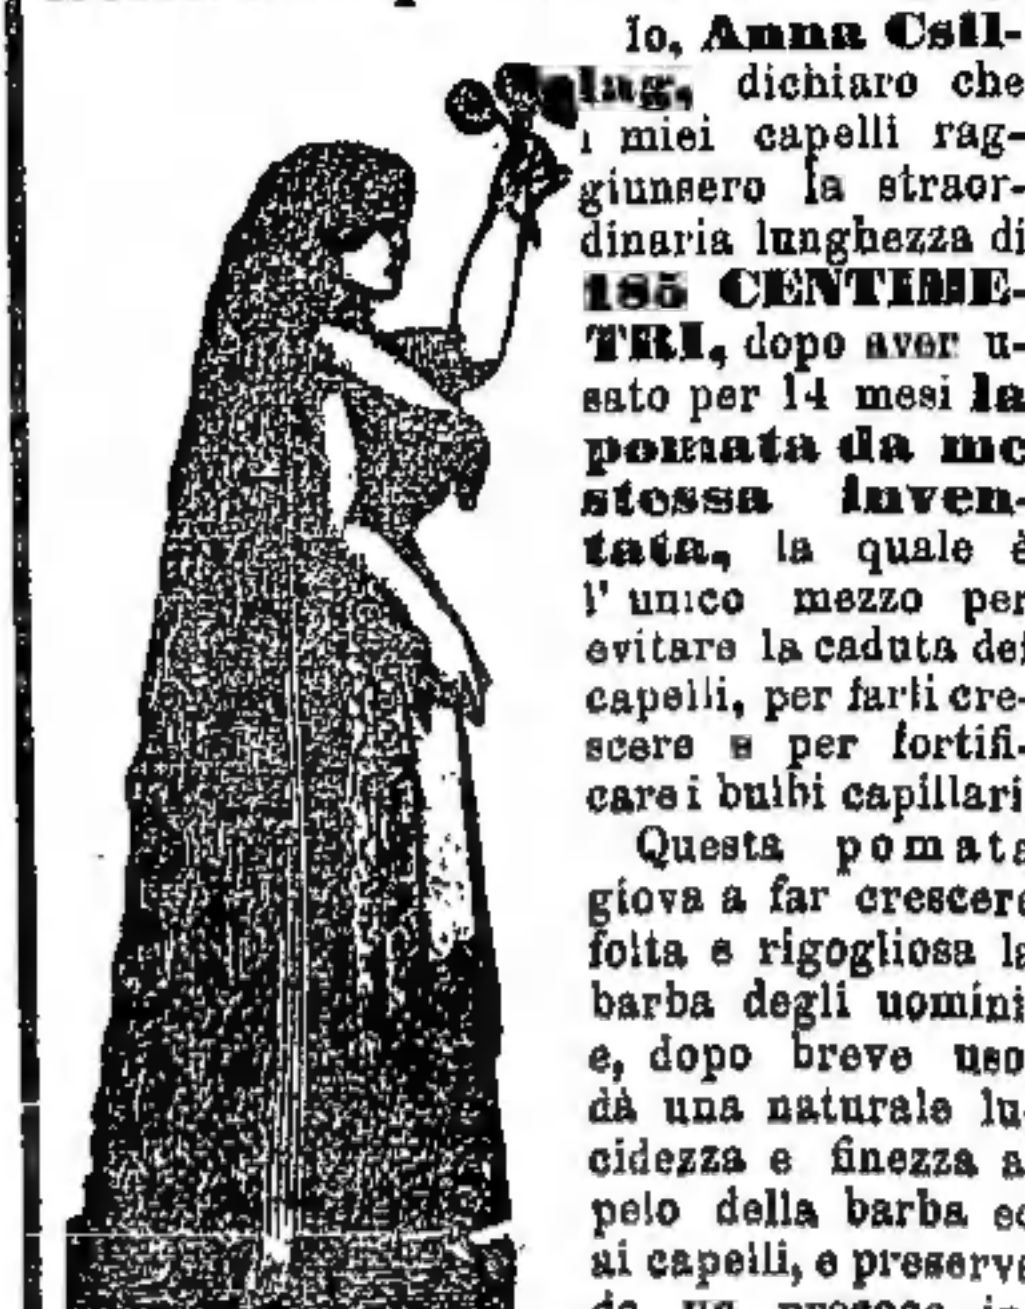 Io, Anna Csil-
lag, dichiaro che
i miei capelli rag-
giunsero la straor-
dinaria lunghezza di
185 CENTIME-
TRI, dopo aver u-
sato per 14 mesi la
pomata da me
stessa inven-
tata, la quale è
l' unico mezzo per
evitare la caduta dei
capelli, per farli cre-
scere e per fortifi-
care i bulbi capillari
Questa pomata
giova a far crescere
folta e rigogliosa la
barba degli uomini
e, dopo breve uso
dà una naturale lu-
cidezza e finezza a
pelo della barba ed
ai capelli, e preserva